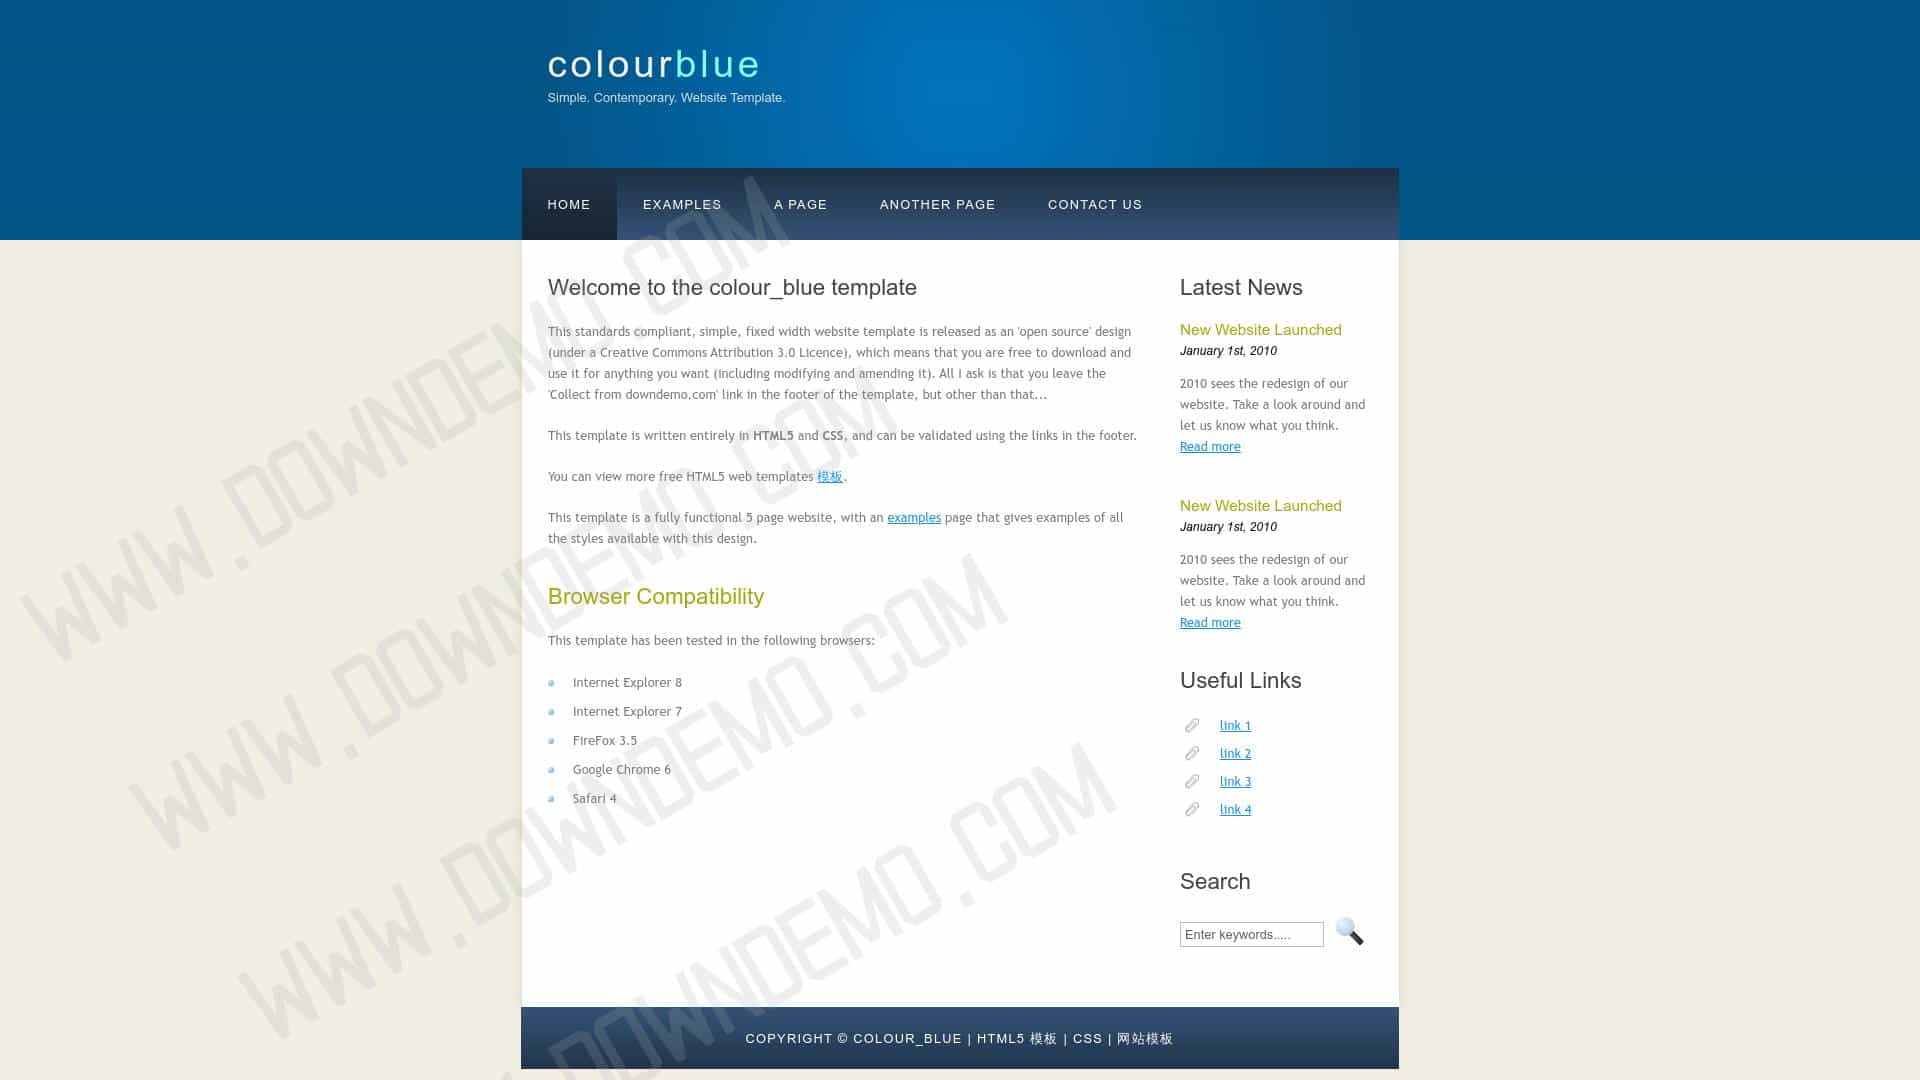 colourblue
Simple. Contemporary. Website Template.
HOME EXAMPLES A PAGE ANOTHER PAGE CONTACT US
Welcome to the colour_blue template
This standards compliant, simple, fixed width website template is released as an 'open source' design
(under a Creative Commons Attribution 3.0 Licence), which means that you are free to download and
use it for anything you want (including modifying and amending it). All i ask is that you leave the
'Collect from downdemo.com' link in the footer of the template, but other than that...
This template is written entirely in HTML5 and CSS, and can be validated using the links in the footer.
You can view more free HTML5 web templates 模板.
This template is a fully functional 5 page website, with an examples page that gives examples of all
the styles available with this design.
Browser Compatibility
This template has been tested in the following browsers:
Internet Explorer 8
Internet Explorer 7
FireFox 3.5
Google Chrome 6
Safari 4
Latest News
New Website Launched
January 1st, 2010
2010 sees the redesign of our
website. Take a look around and
let us know what you think.
Read more
New Website Launched
January 1st, 2010
2010 sees the redesign of our
website. Take a look around and
let us know what you think.
Read more
Useful Links
link 1
link 2
link 3
link 4
Search
Enter keywords.....
COPYRIGHT © COLOUR_BLUE | HTML5 模板 | CSS | 网站模板
WWW.DOWNDEMO.COM
WWW.DOWNDEMO.COM
WWW.DOWNDEMO.COM
DOWNDEMO.COM